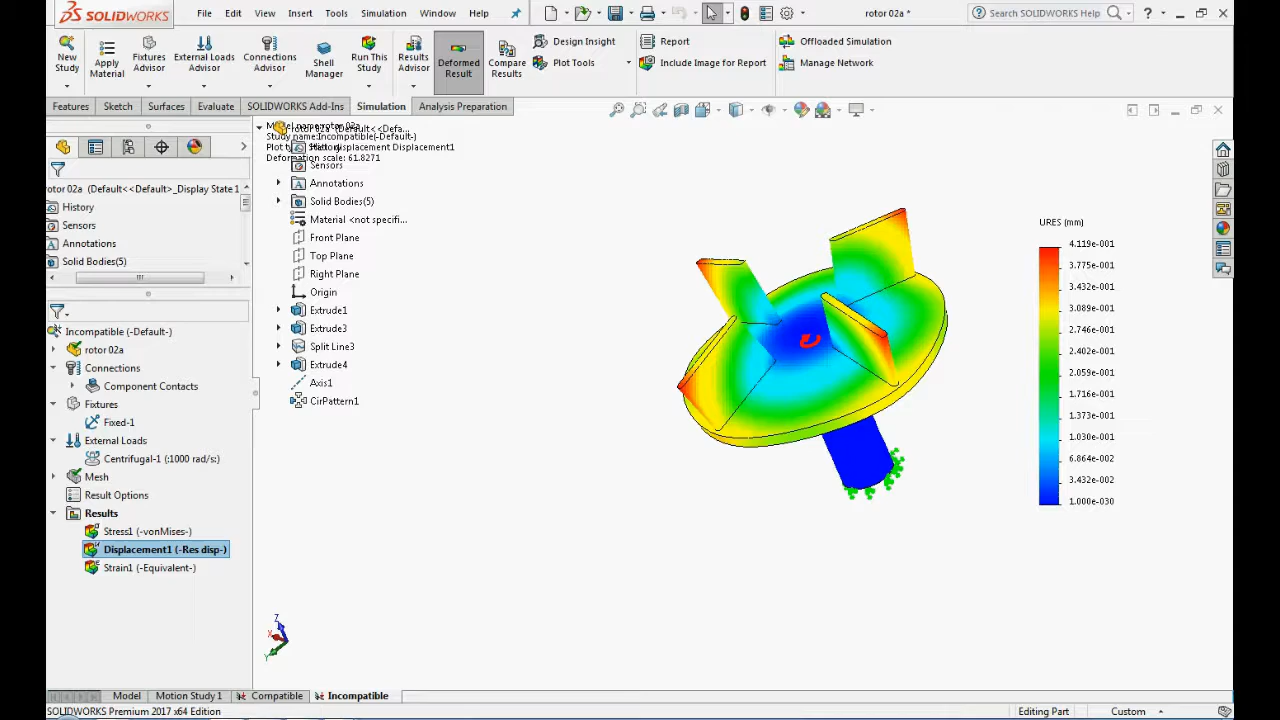 SOLIDWORKS
File Edit View Insert Tools Simulation Window Help
rotor 02a *
Search SOLIDWORKS Help
New Study
Apply Material
Fixtures Advisor
External Loads Advisor
Connections Advisor
Shell Manager
Run This Study
Results Advisor
Deformed Result
Compare Results
Design Insight
Plot Tools
Report
Include Image for Report
Offloaded Simulation
Manage Network
Features Sketch Surfaces Evaluate SOLIDWORKS Add-Ins Simulation Analysis Preparation
otor 02a (Default<<Default>_Display State 1
History
Sensors
Annotations
Solid Bodies(5)
Incompatible (-Default-)
rotor 02a
Connections
Component Contacts
Fixtures
Fixed-1
External Loads
Centrifugal-1 (:1000 rad/s:)
Mesh
Result Options
Results
Stress1 (-vonMises-)
Displacement1 (-Res disp-)
Strain1 (-Equivalent-)
Study name:Incompatible(-Default-)
displacement Displacement1
Deformation scale: 61.8271
Sensors
Annotations
Solid Bodies(5)
Material <not specifi...
Front Plane
Top Plane
Right Plane
Origin
Extrude1
Extrude3
Split Line3
Extrude4
Axis1
CirPattern1
URES (mm)
4.119e-001
3.775e-001
3.432e-001
3.089e-001
2.746e-001
2.402e-001
2.059e-001
1.716e-001
1.373e-001
1.030e-001
6.864e-002
3.432e-002
1.000e-030
Z
X
Y
Model Motion Study 1 Compatible Incompatible
SOLIDWORKS Premium 2017 x64 Edition
Editing Part
Custom